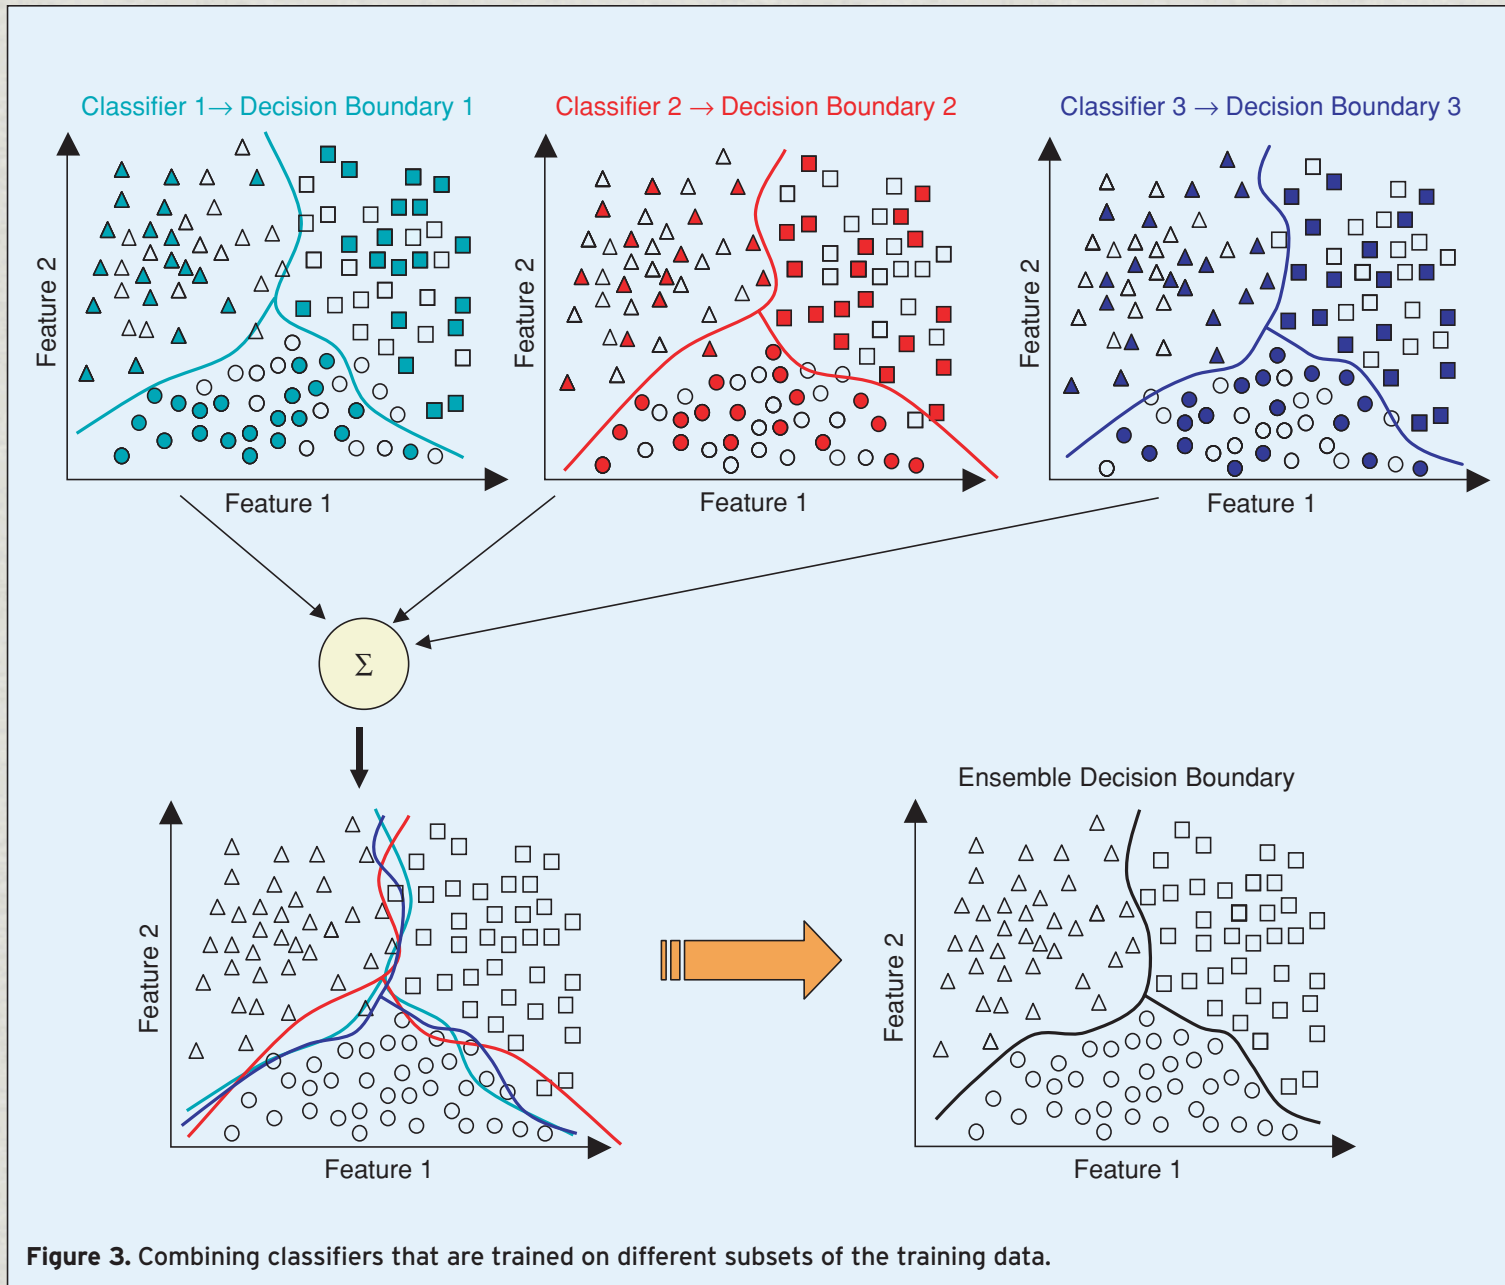 Classifier 1→ Decision Boundary 1
Classifier 2 → Decision Boundary 2
Classifier 3 → Decision Boundary 3
Feature 2
Feature 1
Feature 2
Feature 1
Feature 2
Feature 1
Σ
Feature 2
Feature 1
Ensemble Decision Boundary
Feature 2
Feature 1
Figure 3. Combining classifiers that are trained on different subsets of the training data.